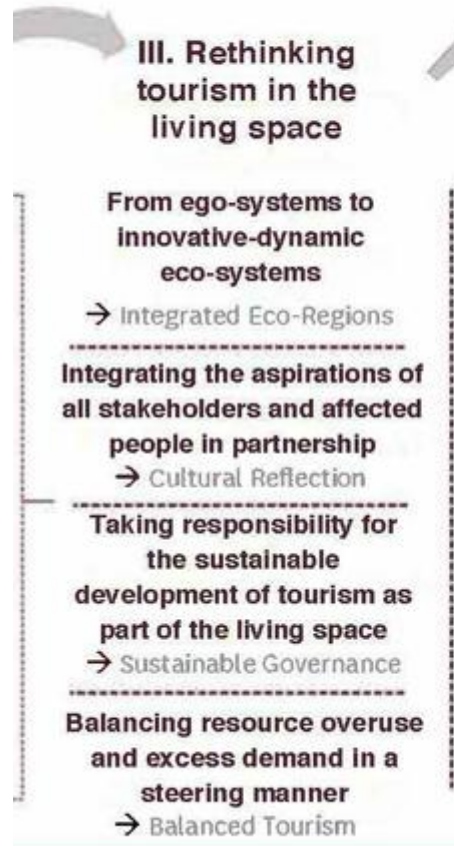 III. Rethinking
tourism in the
living space
From ego-systems to
innovative-dynamic
eco-systems
→ Integrated Eco-Regions
Integrating the aspirations of
all stakeholders and affected
people in partnership
→ Cultural Reflection
Taking responsibility for
the sustainable
development of tourism as
part of the living space
→ Sustainable Governance
Balancing resource overuse
and excess demand in a
steering manner
→ Balanced Tourism